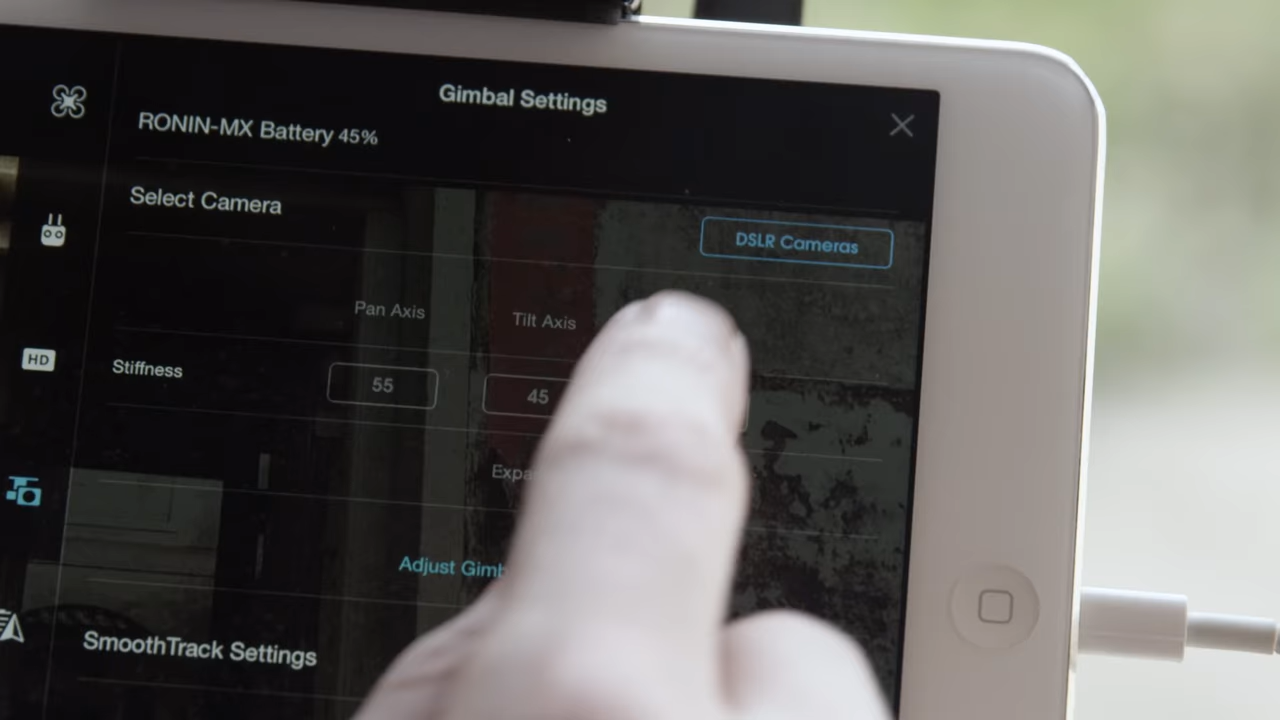 Gimbal Settings
RONIN-MX Battery 45%
Select Camera
DSLR Cameras
Pan Axis Tilt Axis
Stiffness 55 45
HD
Adjust
SmoothTrack Settings